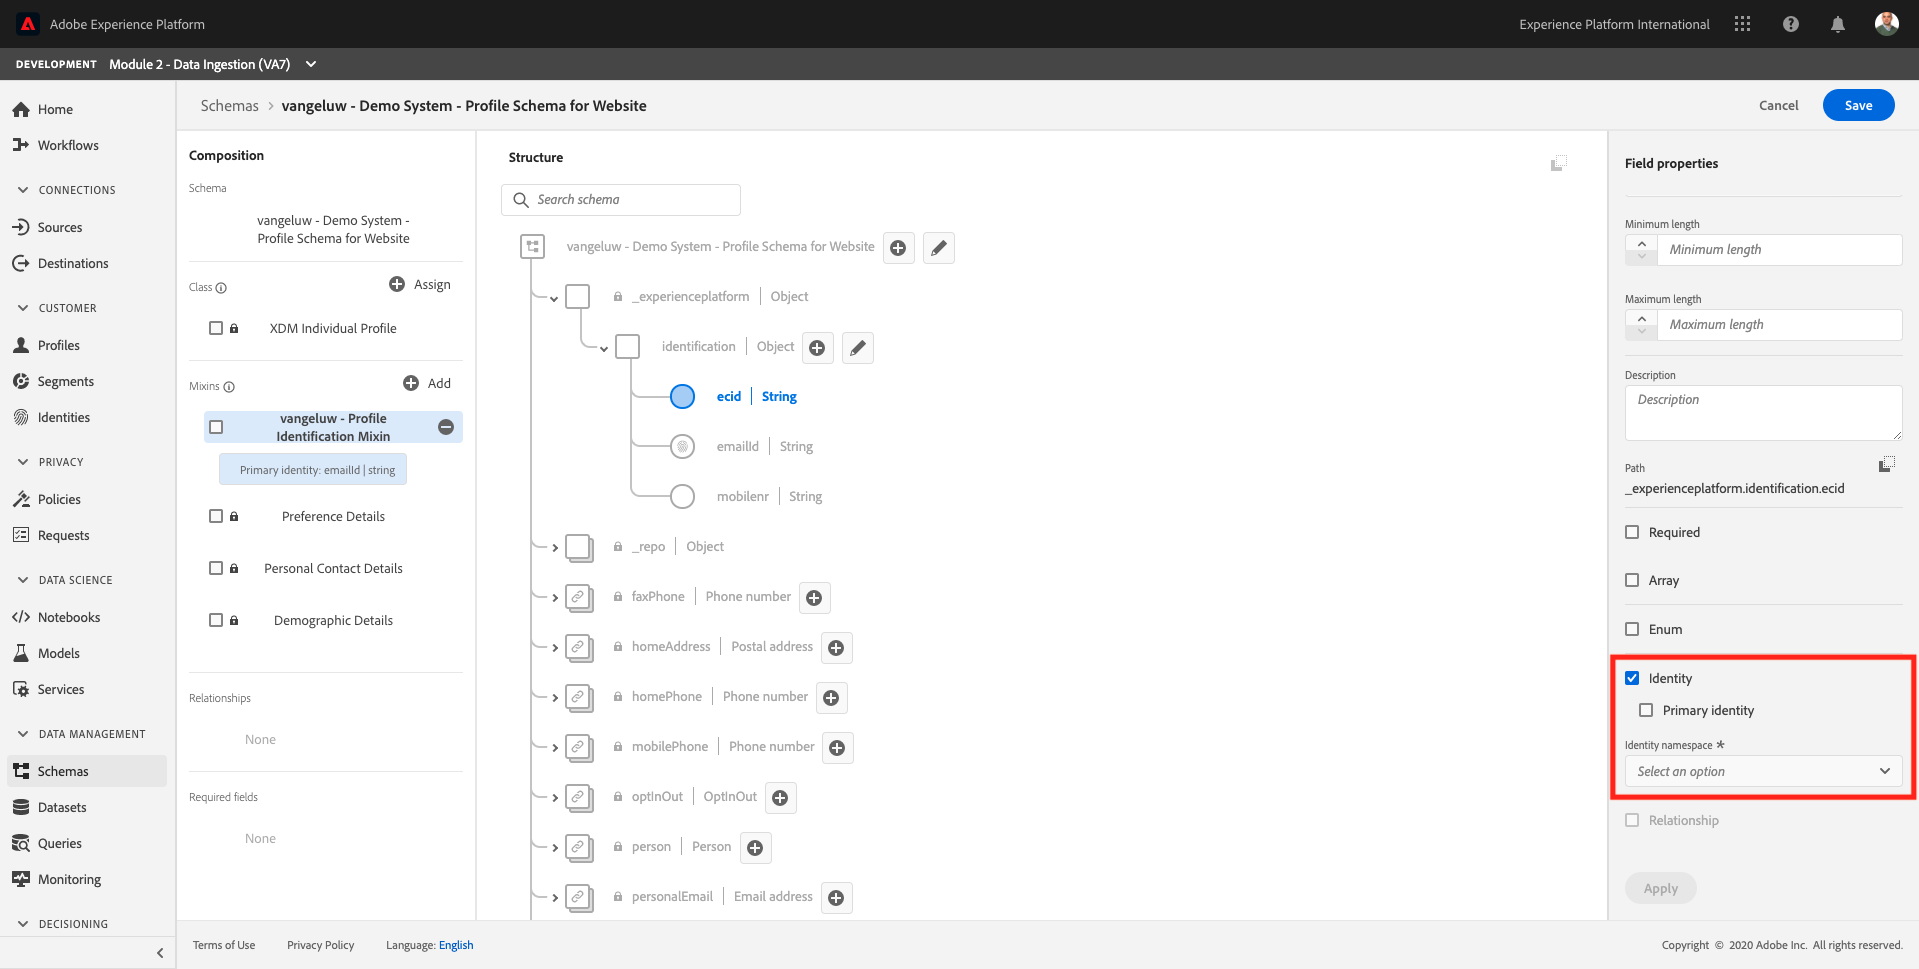 Adobe Experience Platform
Experience Platform International
DEVELOPMENT Module 2 - Data Ingestion (VA7)
Home
Workflows
CONNECTIONS
Sources
Destinations
CUSTOMER
Profiles
Segments
Identities
PRIVACY
Policies
Requests
DATA SCIENCE
Notebooks
Models
Services
DATA MANAGEMENT
Schemas
Datasets
Queries
Monitoring
DECISIONING
Schemas > vangeluw - Demo System - Profile Schema for Website
Cancel
Save
Composition
Schema
vangeluw - Demo System -
Profile Schema for Website
Class
Assign
XDM Individual Profile
Mixins
Add
vangeluw - Profile
Identification Mixin
Primary identity: emailId | string
Preference Details
Personal Contact Details
Demographic Details
Relationships
None
Required fields
None
Structure
Search schema
vangeluw - Demo System - Profile Schema for Website
_experienceplatform | Object
identification | Object
ecid | String
emailId | String
mobilenr | String
_repo | Object
faxPhone | Phone number
homeAddress | Postal address
homePhone | Phone number
mobilePhone | Phone number
optInOut | OptInOut
person | Person
personalEmail | Email address
Field properties
Minimum length
Minimum length
Maximum length
Maximum length
Description
Description
Path
_experienceplatform.identification.ecid
Required
Array
Enum
Identity
Primary identity
Identity namespace *
Select an option
Relationship
Apply
Terms of Use
Privacy Policy
Language: English
Copyright © 2020 Adobe Inc. All rights reserved.